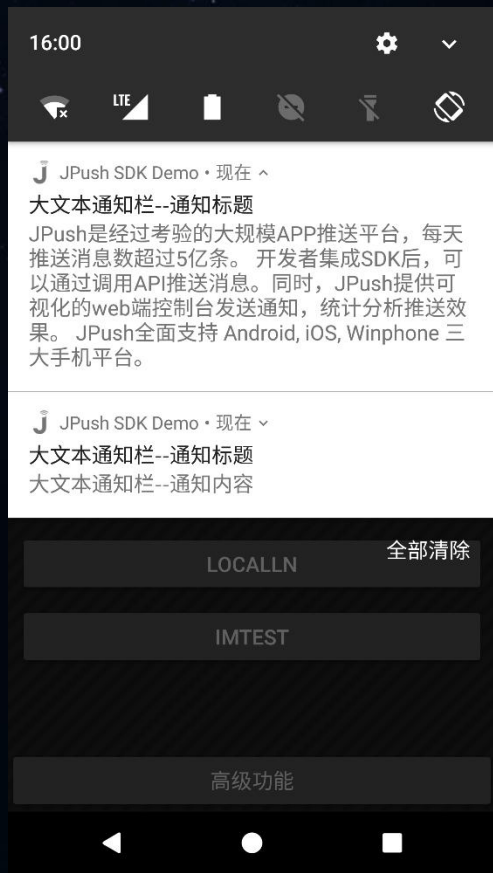 16:00
LTE
JPush SDK Demo • 现在
大文本通知栏--通知标题
JPush是经过考验的大规模APP推送平台，每天
推送消息数超过5亿条。 开发者集成SDK后，可
以通过调用API推送消息。同时，JPush提供可
视化的web端控制台发送通知，统计分析推送效
果。 JPush全面支持 Android, iOS, Winphone 三
大手机平台。
JPush SDK Demo • 现在
大文本通知栏--通知标题
大文本通知栏--通知内容
全部清除
LOCALLN
IMTEST
高级功能